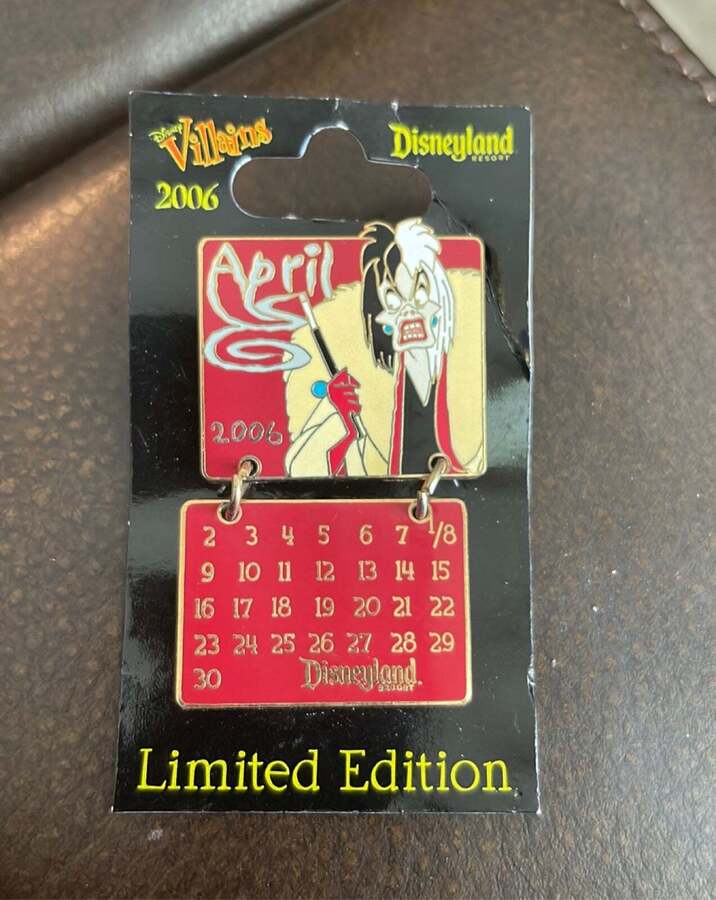 Disney
Villains
2006
Disneyland
RESORT
April
2006
2 3 4 5 6 7 1/8
9 10 11 12 13 14 15
16 17 18 19 20 21 22
23 24 25 26 27 28 29
30
Disneyland
RESORT
Limited Edition